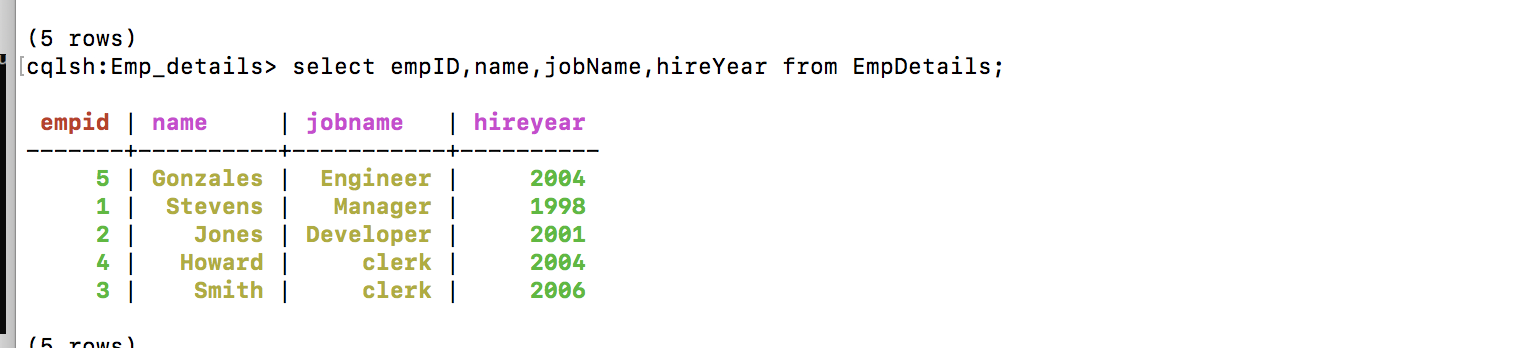 (5 rows)
[cqlsh:Emp_details> select empID,name,jobName,hireYear from EmpDetails;
empid | name     | jobname   | hireyear
-------+----------+-----------+----------
5 | Gonzales |  Engineer |     2004
1 |  Stevens |   Manager |     1998
2 |    Jones | Developer |     2001
4 |   Howard |     clerk |     2004
3 |    Smith |     clerk |     2006
(5 rows)